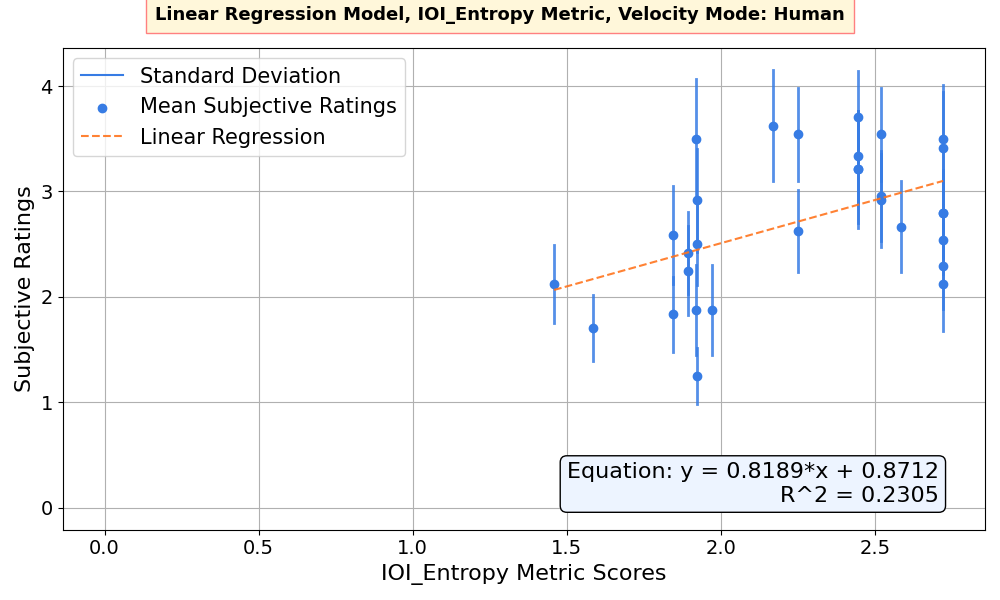 Linear Regression Model, IOI_Entropy Metric, Velocity Mode: Human
Standard Deviation
Mean Subjective Ratings
Linear Regression
Subjective Ratings
4
3
2
1
0
Equation: y = 0.8189*x + 0.8712
R^2 = 0.2305
0.0 0.5 1.0 1.5 2.0 2.5
IOI_Entropy Metric Scores